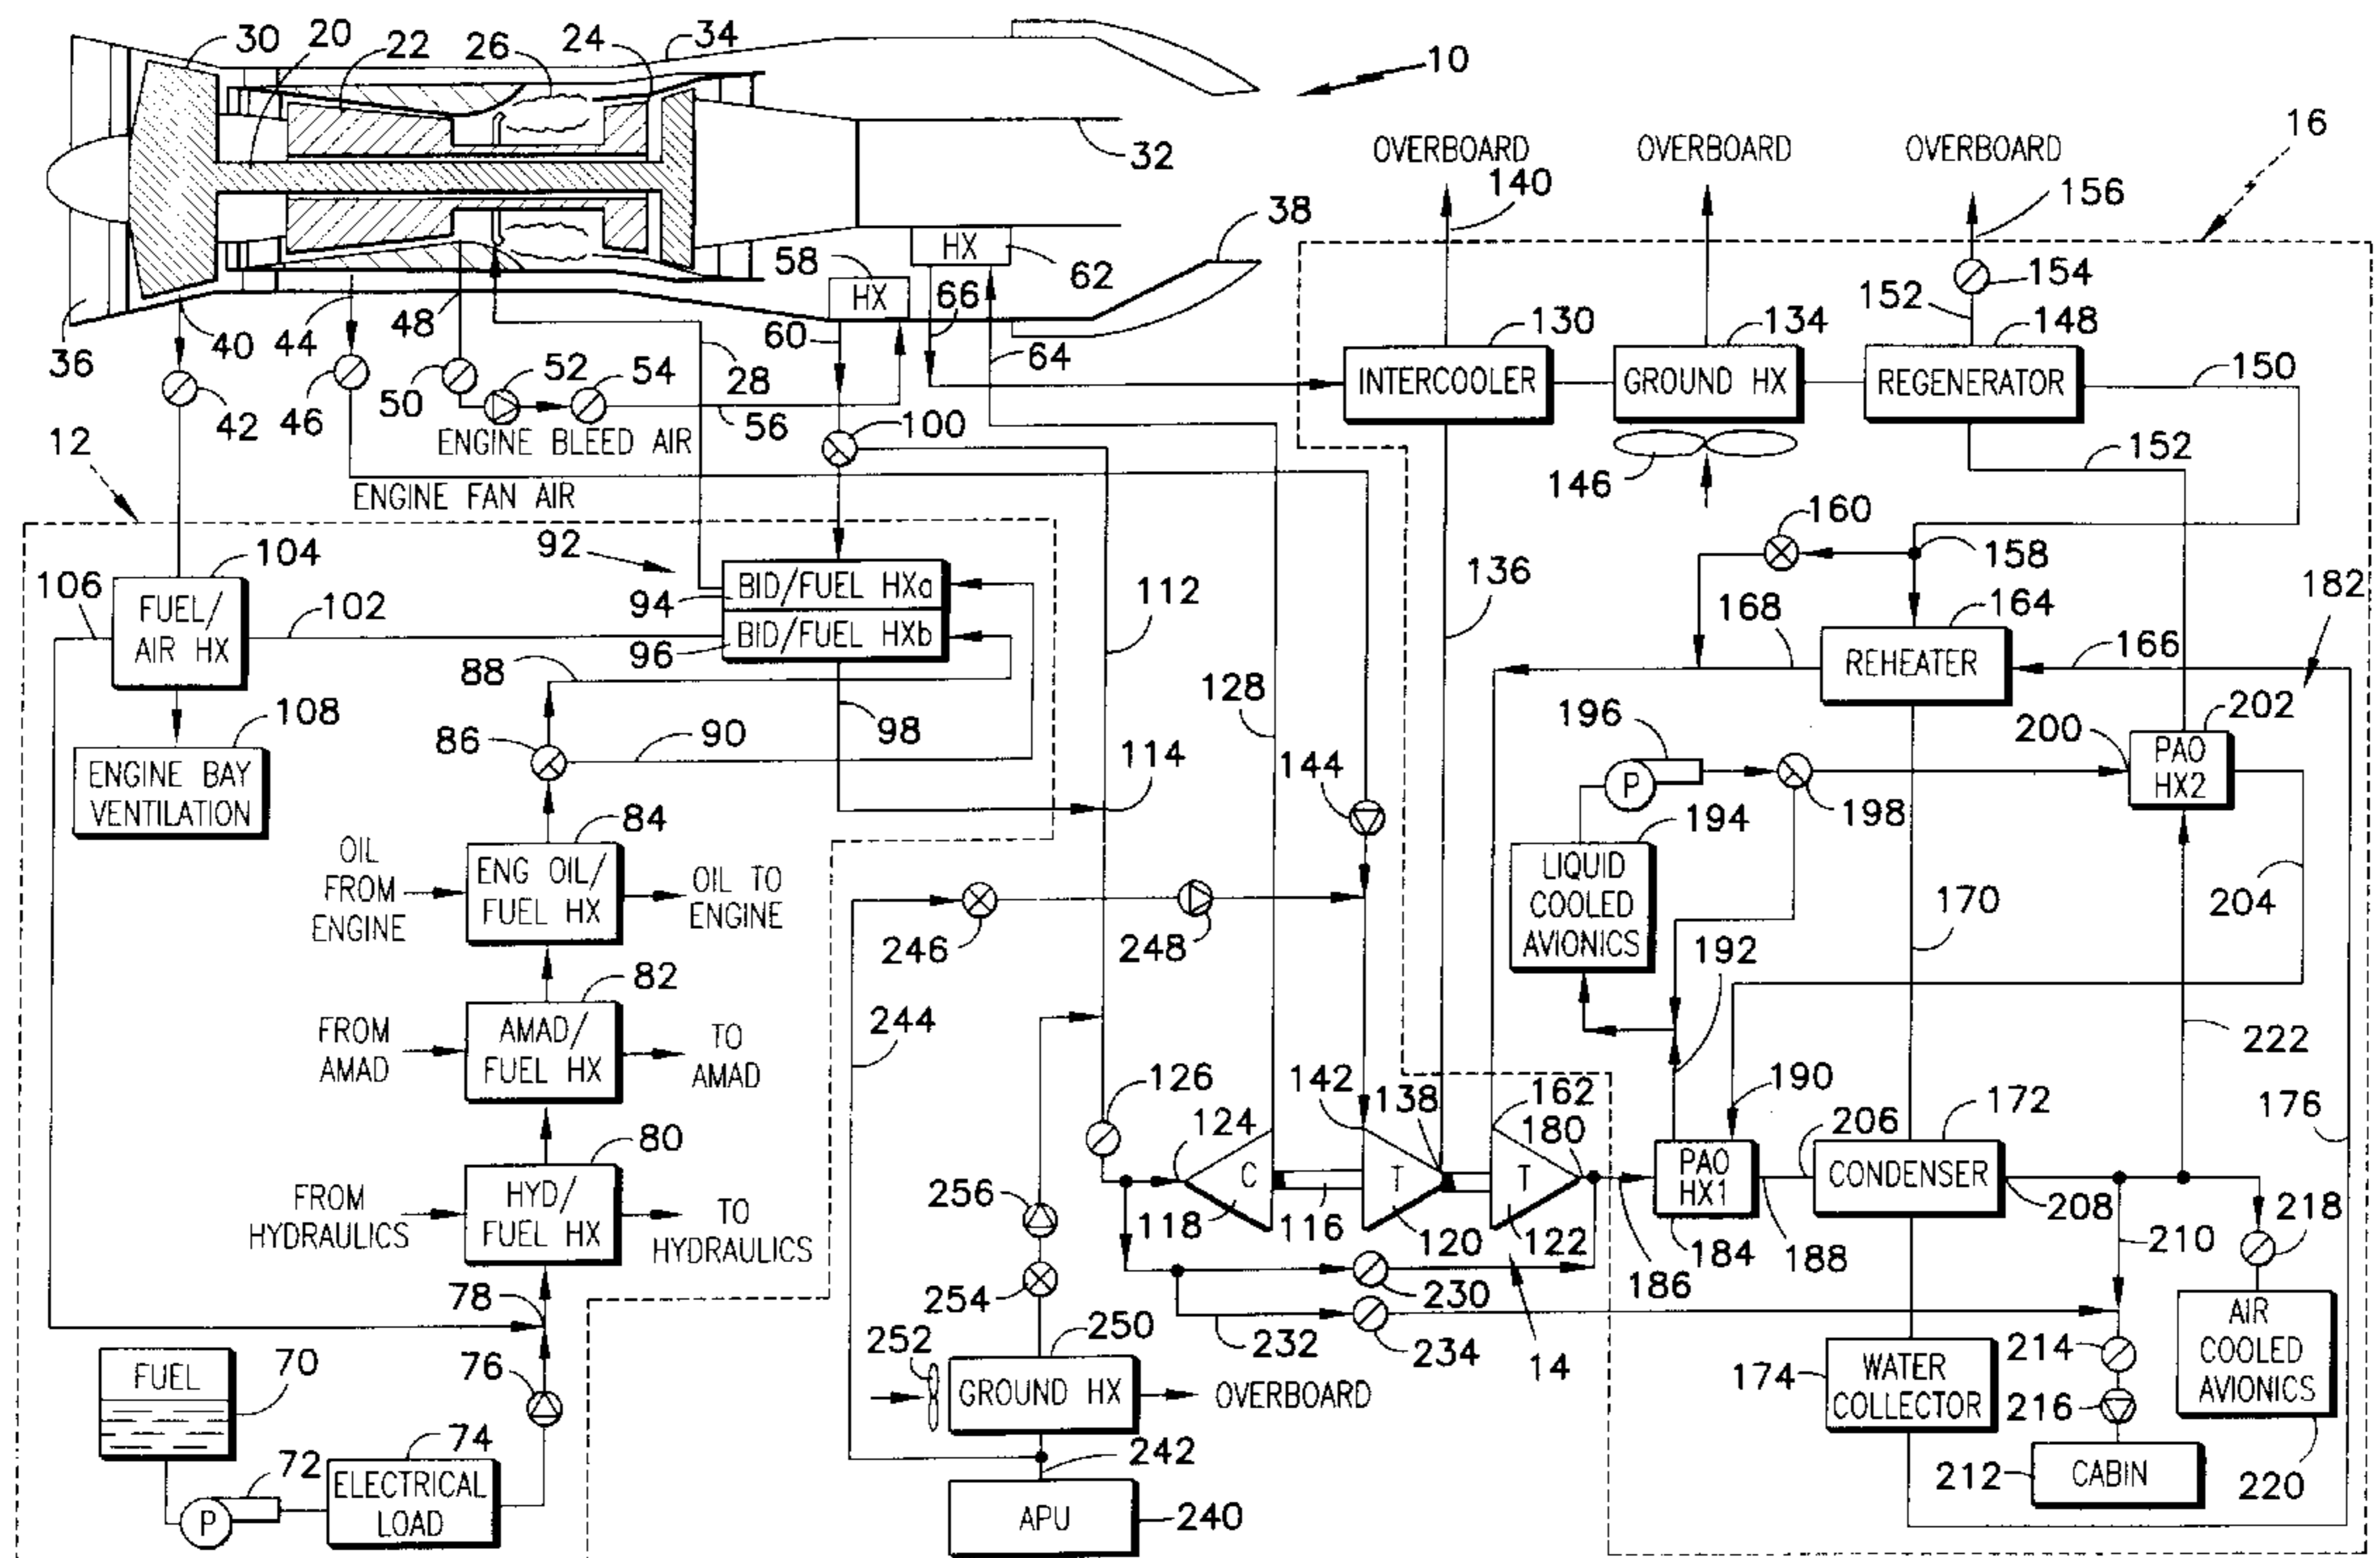 30
20
22
26
24
34
10
16
32
OVERBOARD
OVERBOARD
OVERBOARD
140
156
38
58
HX
HX
62
66
154
152
36
40
44
48
60
64
130
134
148
150
42
46
50
52
54
28
56
INTERCOOLER
GROUND HX
REGENERATOR
ENGINE BLEED AIR
100
12
ENGINE FAN AIR
146
152
160
158
92
104
106
102
FUEL/
AIR HX
94
BID/FUEL HXa
96
BID/FUEL HXb
112
136
168
164
182
REHEATER
166
88
98
128
108
ENGINE BAY
VENTILATION
86
90
114
144
196
P
198
200
202
PAO
HX2
84
OIL
FROM
ENGINE
ENG OIL/
FUEL HX
OIL TO
ENGINE
194
LIQUID
COOLED
AVIONICS
246
248
170
204
192
82
FROM
AMAD
AMAD/
FUEL HX
TO
AMAD
244
222
126
124
142
138
162
180
190
206
172
176
80
FROM
HYDRAULICS
HYD/
FUEL HX
TO
HYDRAULICS
C
T
T
118
116
120
122
PAO
HX1
184
186
188
CONDENSER
208
210
218
256
254
78
230
232
234
14
252
250
GROUND HX
OVERBOARD
FUEL
70
76
174
WATER
COLLECTOR
214
216
AIR
COOLED
AVIONICS
220
72
P
74
ELECTRICAL
LOAD
242
APU
240
212
CABIN